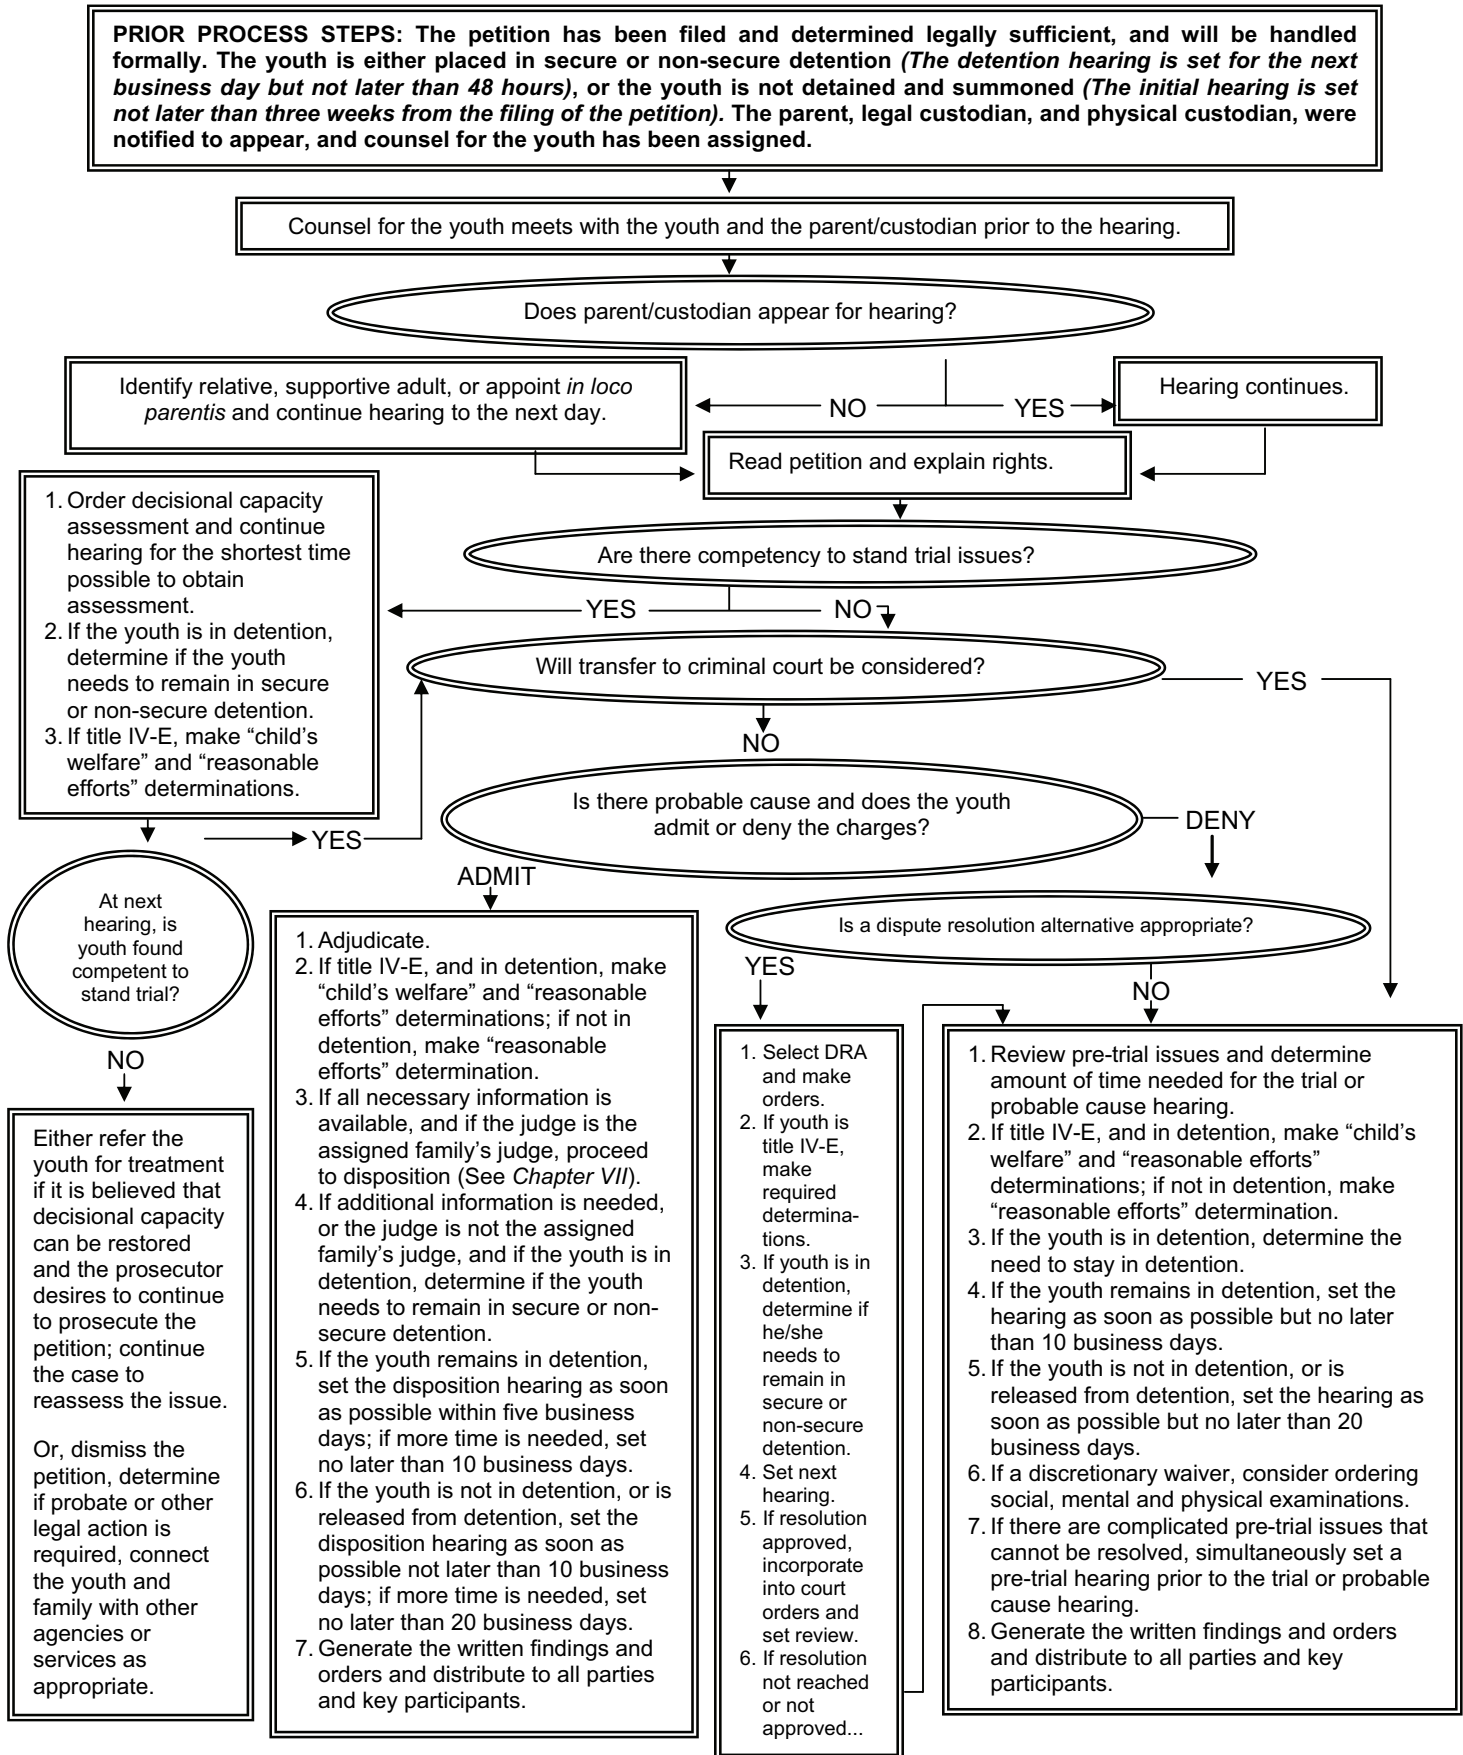 PRIOR PROCESS STEPS: The petition has been filed and determined legally sufficient, and will be handled
formally. The youth is either placed in secure or non-secure detention (The detention hearing is set for the next
business day but not later than 48 hours), or the youth is not detained and summoned (The initial hearing is set
not later than three weeks from the filing of the petition). The parent, legal custodian, and physical custodian, were
notified to appear, and counsel for the youth has been assigned.
Counsel for the youth meets with the youth and the parent/custodian prior to the hearing.
Does parent/custodian appear for hearing?
Identify relative, supportive adult, or appoint in loco
parentis and continue hearing to the next day.
NO
YES
Hearing continues.
Read petition and explain rights.
Are there competency to stand trial issues?
YES
NO
1. Order decisional capacity
assessment and continue
hearing for the shortest time
possible to obtain
assessment.
2. If the youth is in detention,
determine if the youth
needs to remain in secure
or non-secure detention.
3. If title IV-E, make “child’s
welfare” and “reasonable
efforts” determinations.
Will transfer to criminal court be considered?
YES
NO
YES
Is there probable cause and does the youth
admit or deny the charges?
DENY
ADMIT
At next
hearing, is
youth found
competent to
stand trial?
NO
Either refer the
youth for treatment
if it is believed that
decisional capacity
can be restored
and the prosecutor
desires to continue
to prosecute the
petition; continue
the case to
reassess the issue.
Or, dismiss the
petition, determine
if probate or other
legal action is
required, connect
the youth and
family with other
agencies or
services as
appropriate.
1. Adjudicate.
2. If title IV-E, and in detention, make
“child’s welfare” and “reasonable
efforts” determinations; if not in
detention, make “reasonable
efforts” determination.
3. If all necessary information is
available, and if the judge is the
assigned family’s judge, proceed
to disposition (See Chapter VII).
4. If additional information is needed,
or the judge is not the assigned
family’s judge, and if the youth is in
detention, determine if the youth
needs to remain in secure or non-
secure detention.
5. If the youth remains in detention,
set the disposition hearing as soon
as possible within five business
days; if more time is needed, set
no later than 10 business days.
6. If the youth is not in detention, or is
released from detention, set the
disposition hearing as soon as
possible not later than 10 business
days; if more time is needed, set
no later than 20 business days.
7. Generate the written findings and
orders and distribute to all parties
and key participants.
Is a dispute resolution alternative appropriate?
YES
NO
1. Select DRA
and make
orders.
2. If youth is
title IV-E,
make
required
determina-
tions.
3. If youth is in
detention,
determine if
he/she
needs to
remain in
secure or
non-secure
detention.
4. Set next
hearing.
5. If resolution
approved,
incorporate
into court
orders and
set review.
6. If resolution
not reached
or not
approved...
1. Review pre-trial issues and determine
amount of time needed for the trial or
probable cause hearing.
2. If title IV-E, and in detention, make “child’s
welfare” and “reasonable efforts”
determinations; if not in detention, make
“reasonable efforts” determination.
3. If the youth is in detention, determine the
need to stay in detention.
4. If the youth remains in detention, set the
hearing as soon as possible but no later
than 10 business days.
5. If the youth is not in detention, or is
released from detention, set the hearing as
soon as possible but no later than 20
business days.
6. If a discretionary waiver, consider ordering
social, mental and physical examinations.
7. If there are complicated pre-trial issues that
cannot be resolved, simultaneously set a
pre-trial hearing prior to the trial or probable
cause hearing.
8. Generate the written findings and orders
and distribute to all parties and key
participants.